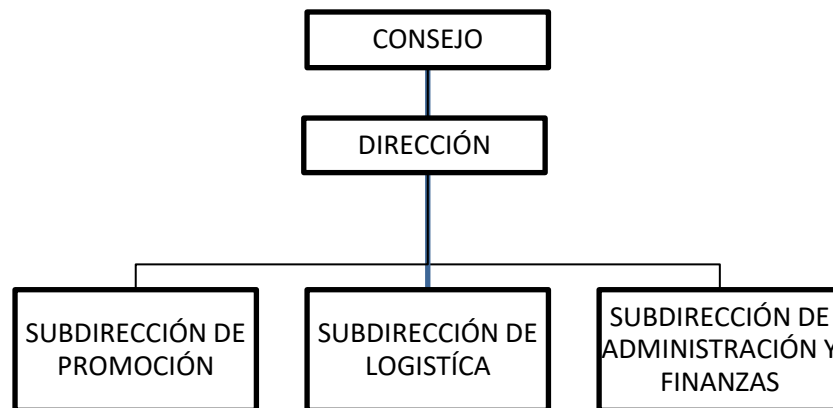 CONSEJO
DIRECCIÓN
SUBDIRECCIÓN DE
PROMOCIÓN
SUBDIRECCIÓN DE
LOGISTÍCA
SUBDIRECCIÓN DE
ADMINISTRACIÓN Y
FINANZAS